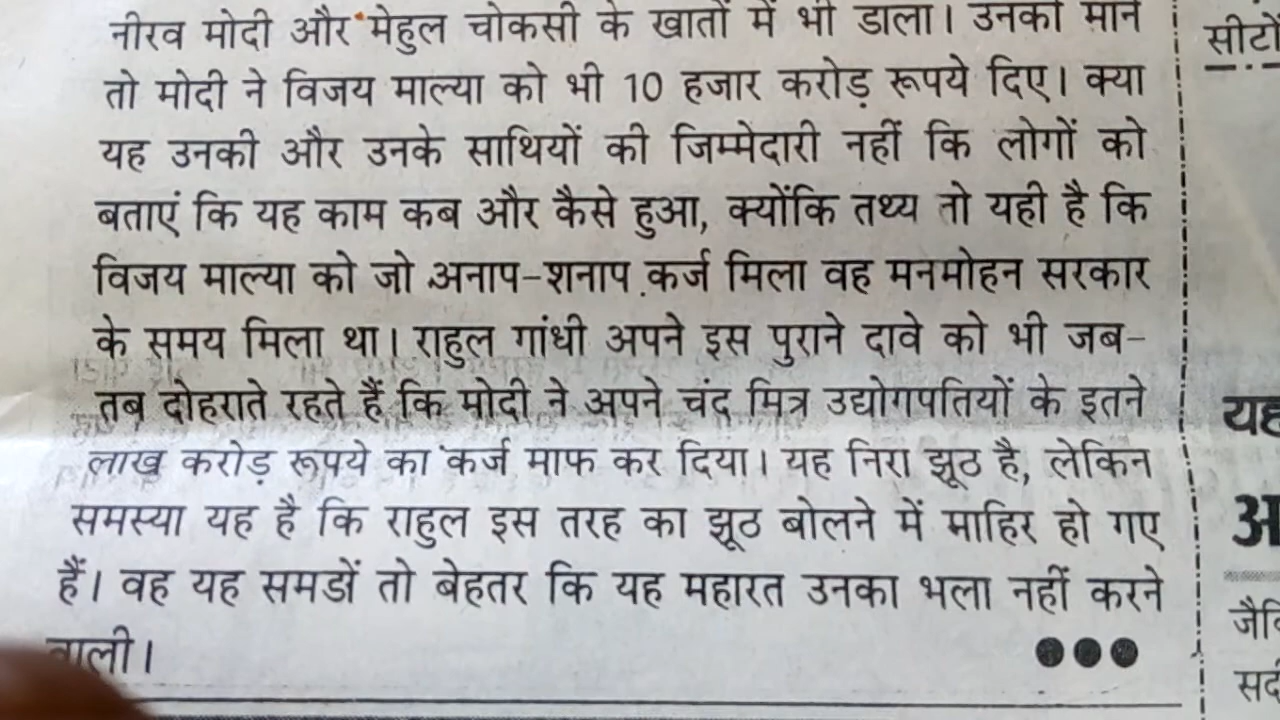 नीरव मोदी और मेहुल चोकसी के खातों में भी डाला। उनकी मानें
तो मोदी ने विजय माल्या को भी 10 हजार करोड़ रूपये दिए। क्या
यह उनकी और उनके साथियों की जिम्मेदारी नहीं कि लोगों को
बताएं कि यह काम कब और कैसे हुआ, क्योंकि तथ्य तो यही है कि
विजय माल्या को जो अनाप-शनाप कर्ज मिला वह मनमोहन सरकार
के समय मिला था। राहुल गांधी अपने इस पुराने दावे को भी जब-
तब दोहराते रहते हैं कि मोदी ने अपने चंद मित्र उद्योगपतियों के इतने
लाख करोड़ रूपये का कर्ज माफ कर दिया। यह निरा झूठ है, लेकिन
समस्या यह है कि राहुल इस तरह का झूठ बोलने में माहिर हो गए
हैं। वह यह समडों तो बेहतर कि यह महारत उनका भला नहीं करने
वाली।
सीटों
यह
अ